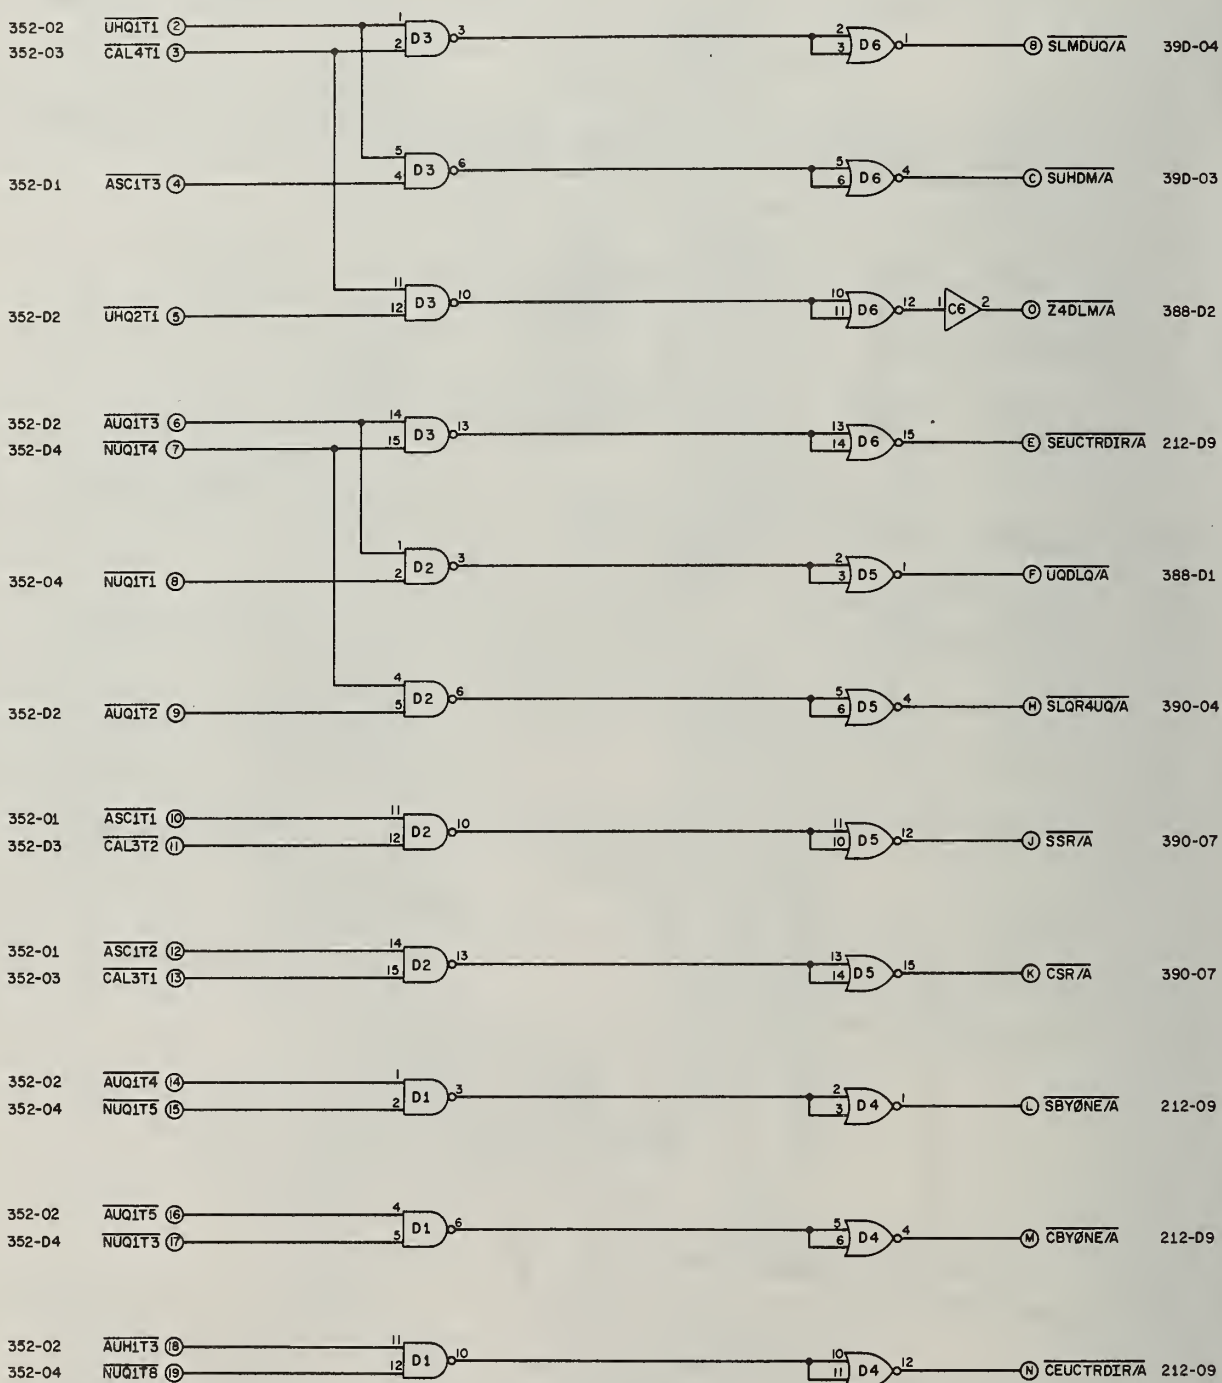 352-02 UHQ1T1 2 1 D3 3 2 3 D6 1 B SLMDUQ/A 39D-04
352-03 CAL4T1 3 2
352-D1 ASC1T3 4 5 4 D3 6 5 6 D6 4 C SUHDM/A 39D-03
352-D2 UHQ2T1 5 11 12 D3 10 10 11 D6 12 1 C6 2 O Z4DLM/A 388-D2
352-D2 AUQ1T3 6 14 D3 13 13 14 D6 15 E SEUCTRDIR/A 212-D9
352-D4 NUQ1T4 7 15
352-04 NUQ1T1 8 1 2 D2 3 2 3 D5 1 F UQDLQ/A 388-D1
352-D2 AUQ1T2 9 4 5 D2 6 5 6 D5 4 H SLQR4UQ/A 390-04
352-01 ASC1T1 10 11 D2 10 11 10 D5 12 J SSR/A 390-07
352-D3 CAL3T2 11 12
352-01 ASC1T2 12 14 D2 13 13 14 D5 15 K CSR/A 390-07
352-03 CAL3T1 13 15
352-02 AUQ1T4 14 1 D1 3 2 3 D4 1 L SBYØNE/A 212-09
352-04 NUQ1T5 15 2
352-02 AUQ1T5 16 4 D1 6 5 6 D4 4 M CBYØNE/A 212-D9
352-D4 NUQ1T3 17 5
352-02 AUH1T3 18 11 D1 10 10 11 D4 12 N CEUCTRDIR/A 212-09
352-04 NUQ1T8 19 12